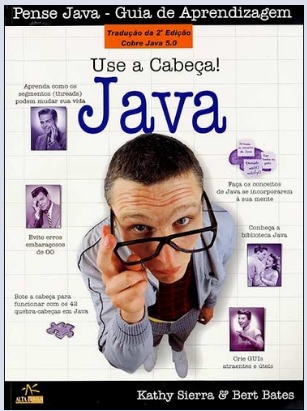 Pense Java - Guia de Aprendizagem
Tradução da 2ª Edição
Cobre Java 5.0
Use a Cabeça!
Java
Aprenda como os
segmentos (threads)
podem mudar sua vida
Evite erros
embaraçosos
de OO
Bote a cabeça para
funcionar com os 42
quebra-cabeças em Java
Faça os conceitos
de Java se incorporarem
à sua mente
Conheça a
biblioteca Java
Crie GUIs
atraentes e úteis
ALTA BOOKS
Kathy Sierra & Bert Bates